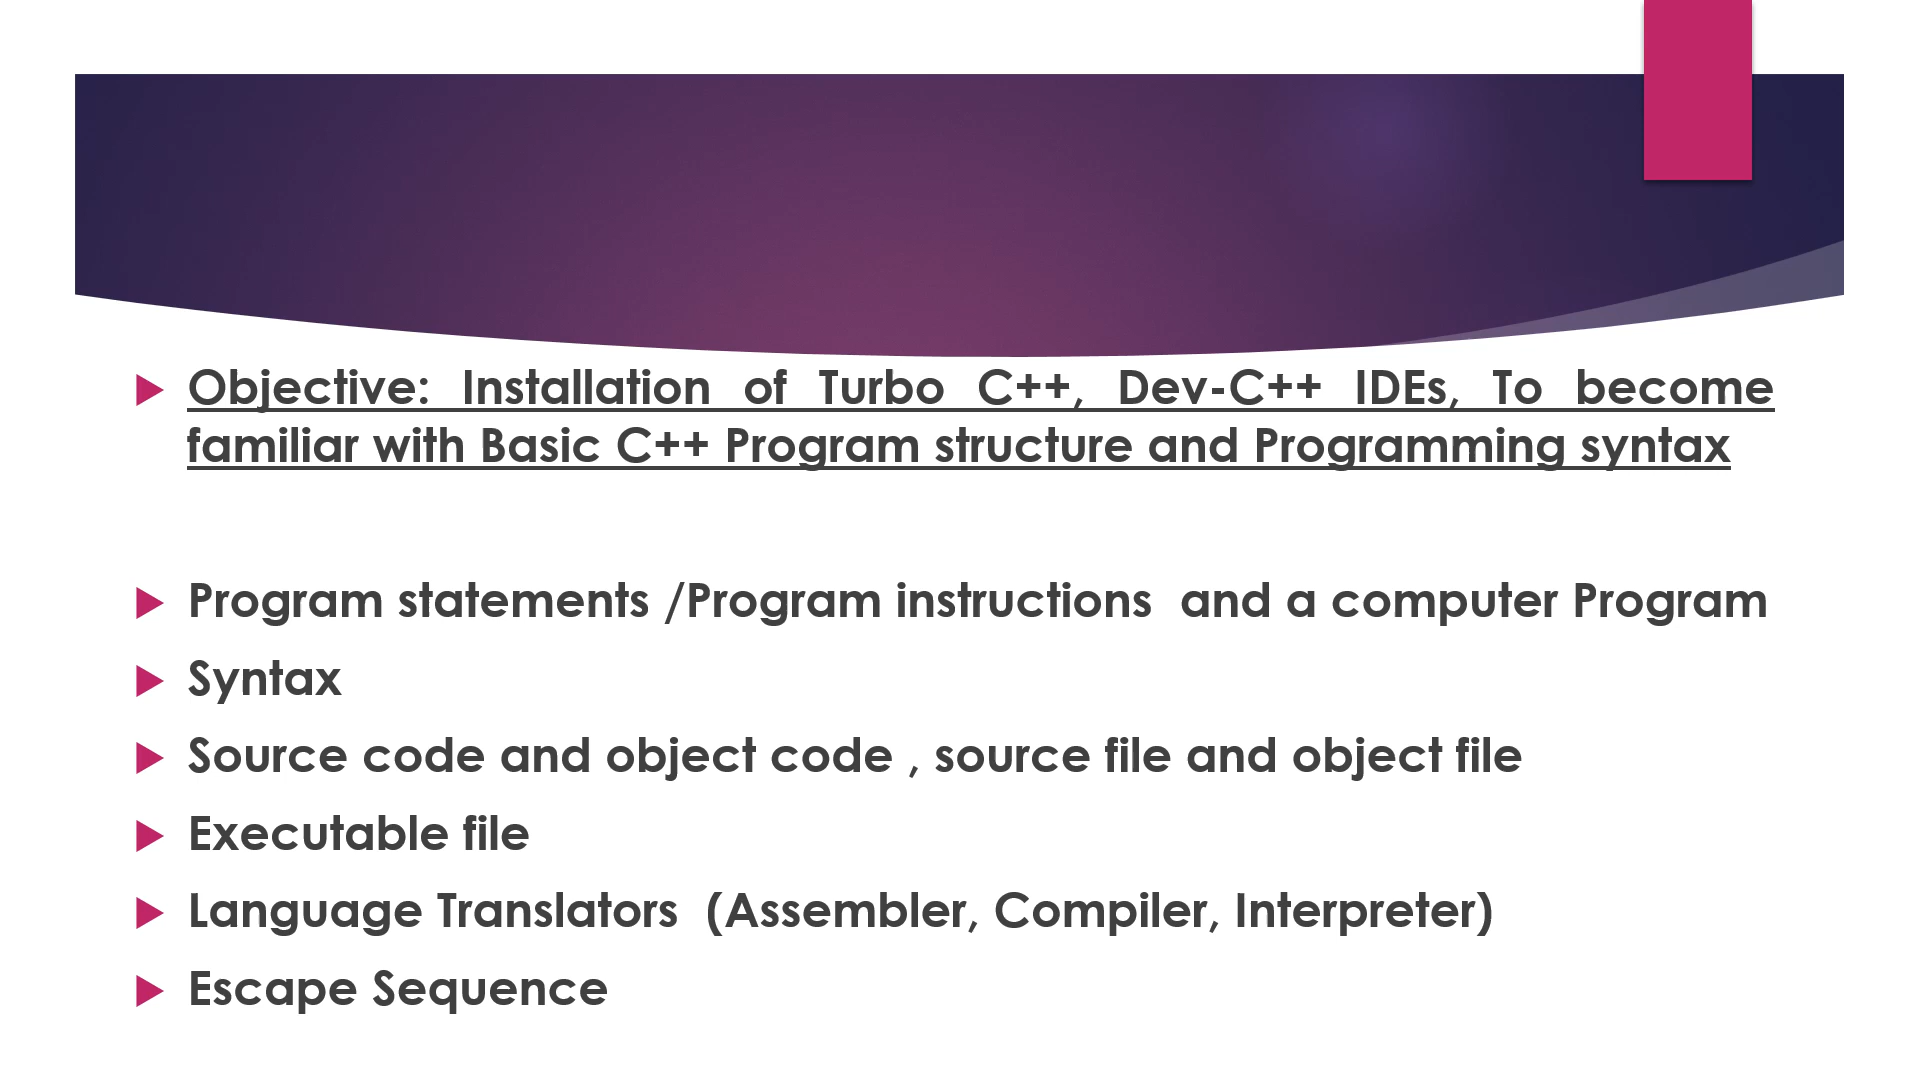 Objective: Installation of Turbo C++, Dev-C++ IDEs, To become
familiar with Basic C++ Program structure and Programming syntax
Program statements /Program instructions  and a computer Program
Syntax
Source code and object code , source file and object file
Executable file
Language Translators  (Assembler, Compiler, Interpreter)
Escape Sequence